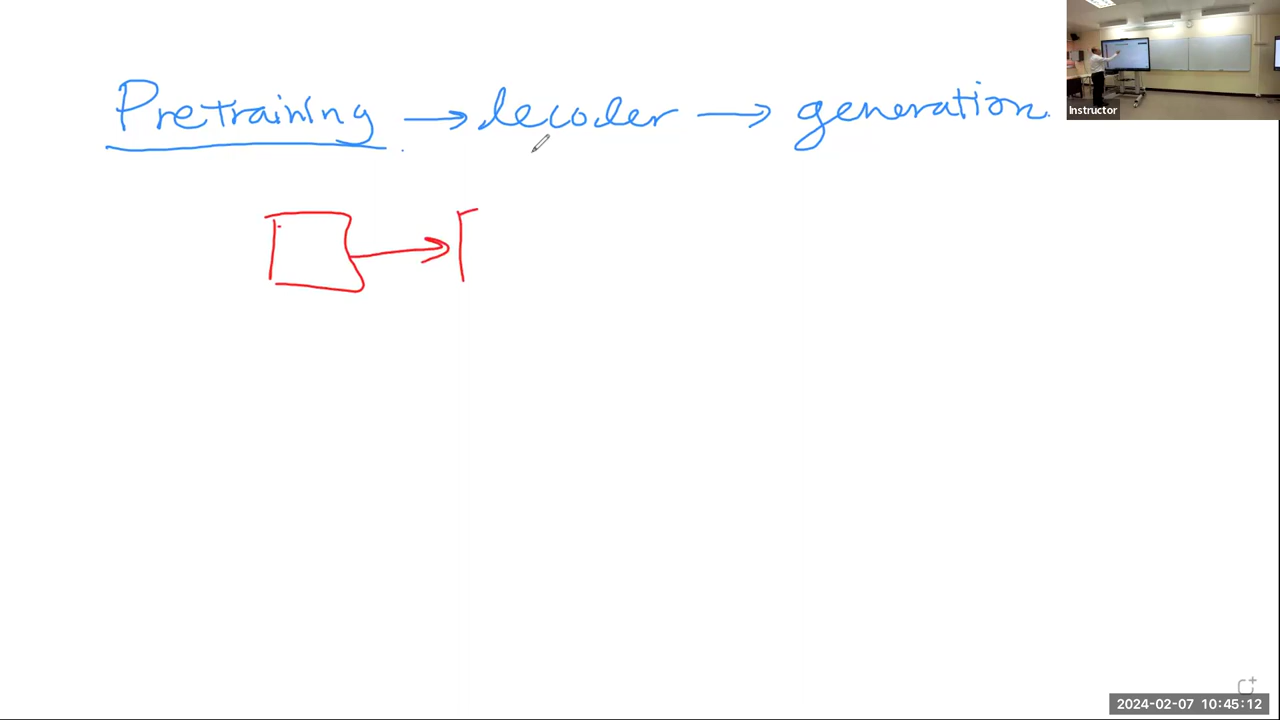 Pretraining → decoder → generation.
Instructor
2024-02-07 10:45:12